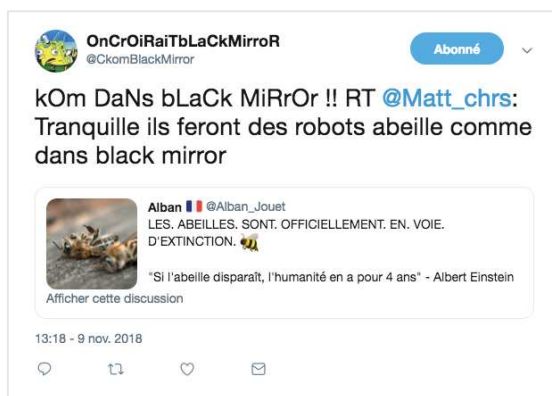 OnCrOiRaiTbLaCkMirroR
@CkomBlackMirror
Abonné
kOm DaNs bLaCk MiRrOr !! RT @Matt_chrs:
Tranquille ils feront des robots abeille comme
dans black mirror
Alban 🇫🇷 @Alban_Jouet
LES. ABEILLES. SONT. OFFICIELLEMENT. EN. VOIE.
D'EXTINCTION. 🐝
"Si l'abeille disparaît, l'humanité en a pour 4 ans" - Albert Einstein
Afficher cette discussion
13:18 - 9 nov. 2018